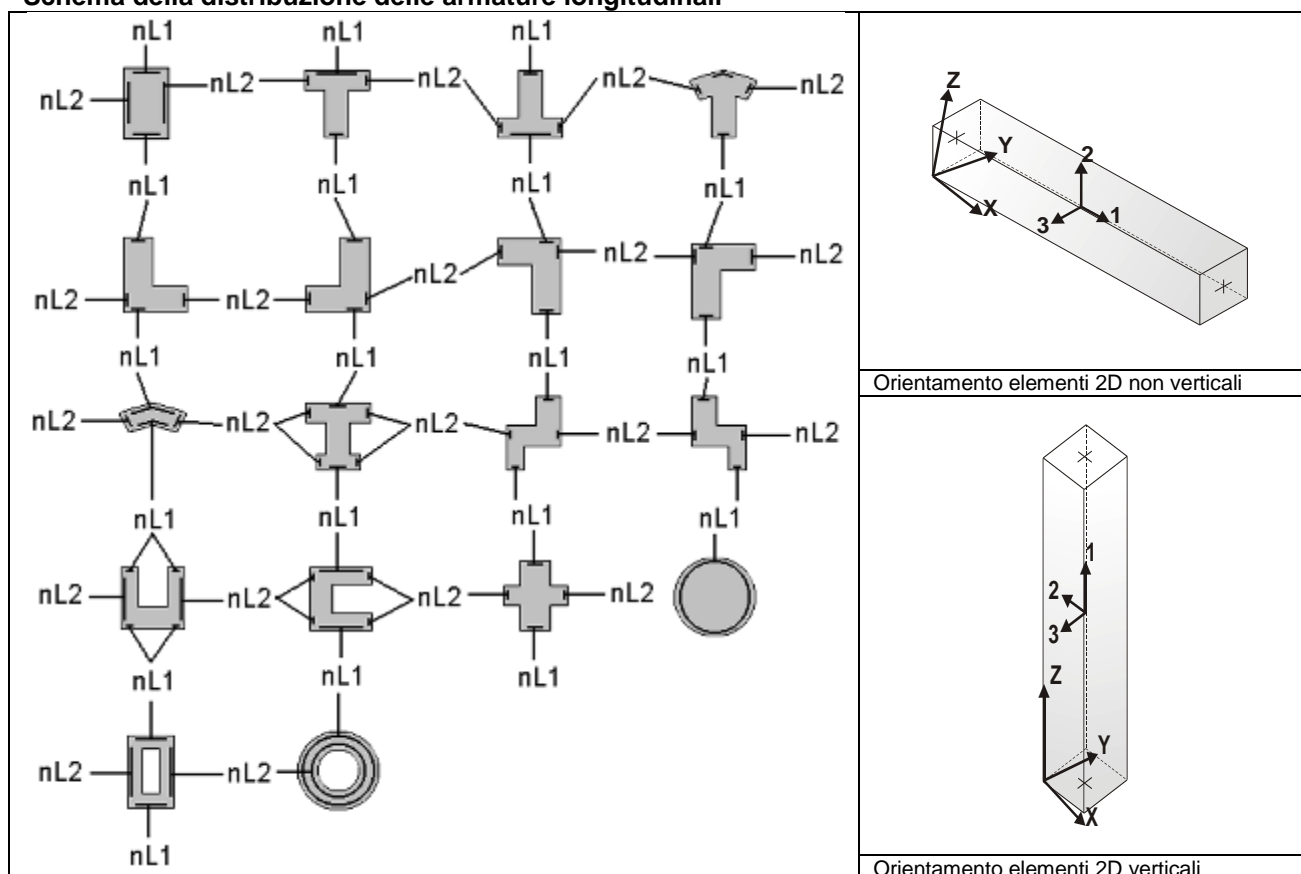 Schema della distribuzione delle armature longitudinali
nL1 nL1 nL1
nL2 nL2 nL2 nL2 nL2
nL1 nL1 nL1 nL1
nL2 nL2 nL2 nL2 nL2
nL1 nL1 nL1 nL1
nL2 nL2 nL2 nL2 nL2
nL1 nL1 nL1 nL1
nL2 nL2 nL2 nL2
nL1 nL1 nL1
nL2 nL2
nL1
Z
Y
2
X
3
1
Orientamento elementi 2D non verticali
1
2
3
Z
Y
X
Orientamento elementi 2D verticali